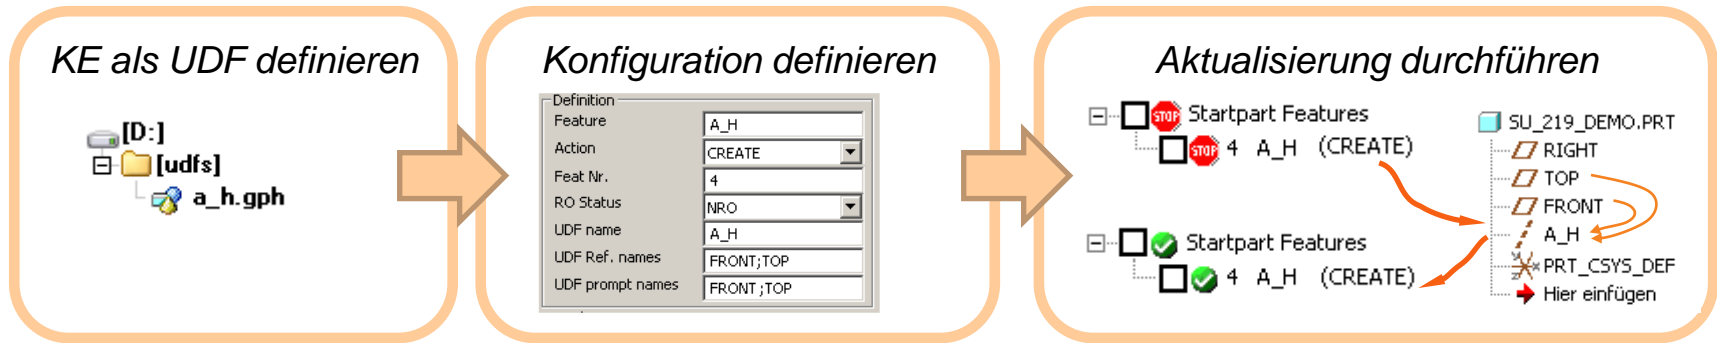 KE als UDF definieren
[D:]
[udfs]
a_h.gph
Konfiguration definieren
Definition
Feature A_H
Action CREATE
Feat Nr. 4
RO Status NRO
UDF name A_H
UDF Ref. names FRONT;TOP
UDF prompt names FRONT ;TOP
Aktualisierung durchführen
STOP Startpart Features
STOP 4 A_H (CREATE)
Startpart Features
4 A_H (CREATE)
SU_219_DEMO.PRT
RIGHT
TOP
FRONT
A_H
PRT_CSYS_DEF
Hier einfügen